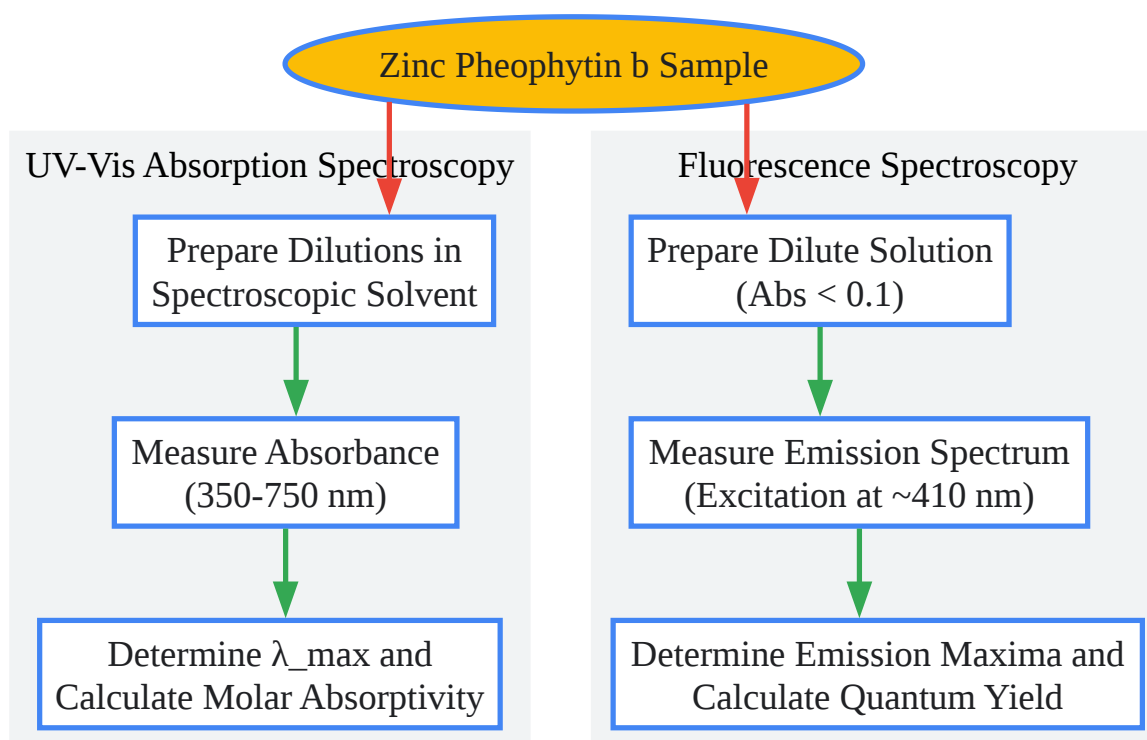 Zinc Pheophytin b Sample
UV-Vis Absorption Spectroscopy
Prepare Dilutions in
Spectroscopic Solvent
Measure Absorbance
(350-750 nm)
Determine λ_max and
Calculate Molar Absorptivity
Fluorescence Spectroscopy
Prepare Dilute Solution
(Abs < 0.1)
Measure Emission Spectrum
(Excitation at ~410 nm)
Determine Emission Maxima and
Calculate Quantum Yield